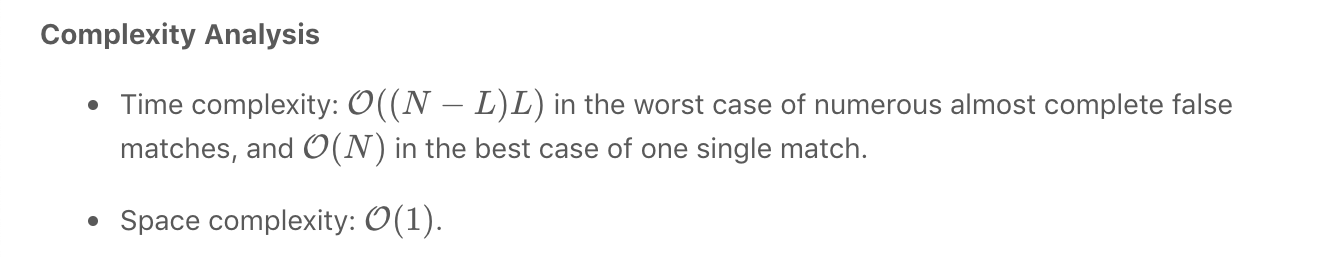 Complexity Analysis
• Time complexity: 𝒪((N − L)L) in the worst case of numerous almost complete false
matches, and 𝒪(N) in the best case of one single match.
• Space complexity: 𝒪(1).